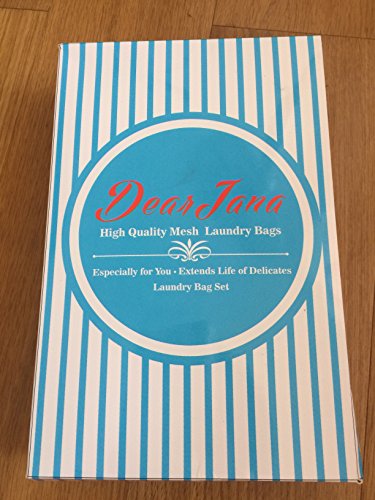 Dear Jana
High Quality Mesh Laundry Bags
Especially for You • Extends Life of Delicates
Laundry Bag Set